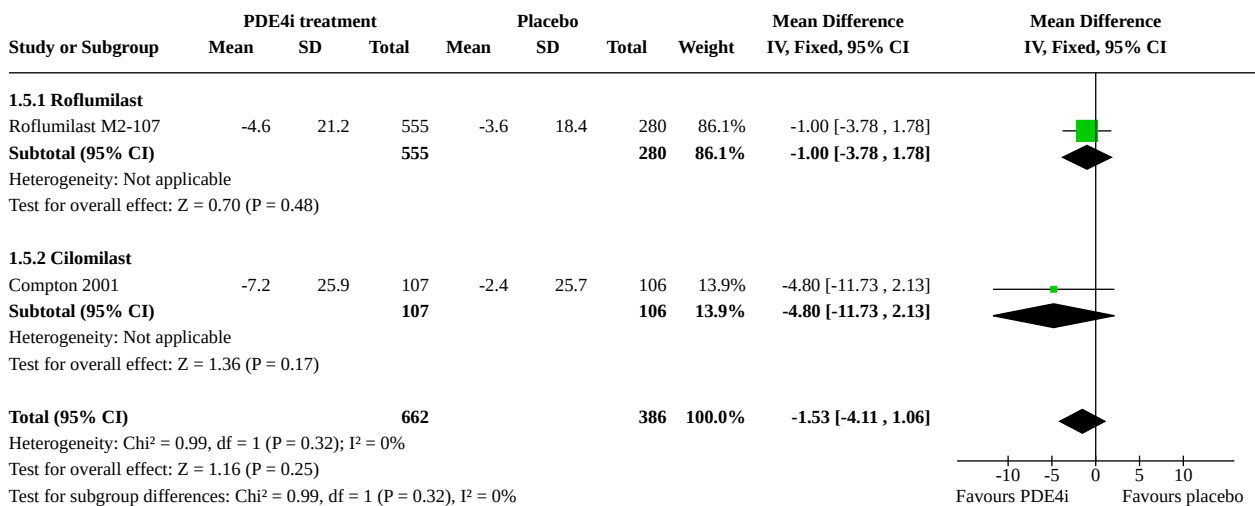 PDE4i treatment Placebo Mean Difference Mean Difference
Study or Subgroup Mean SD Total Mean SD Total Weight IV, Fixed, 95% CI IV, Fixed, 95% CI
1.5.1 Roflumilast
Roflumilast M2-107 -4.6 21.2 555 -3.6 18.4 280 86.1% -1.00 [-3.78 , 1.78]
Subtotal (95% CI) 555 280 86.1% -1.00 [-3.78 , 1.78]
Heterogeneity: Not applicable
Test for overall effect: Z = 0.70 (P = 0.48)
1.5.2 Cilomilast
Compton 2001 -7.2 25.9 107 -2.4 25.7 106 13.9% -4.80 [-11.73 , 2.13]
Subtotal (95% CI) 107 106 13.9% -4.80 [-11.73 , 2.13]
Heterogeneity: Not applicable
Test for overall effect: Z = 1.36 (P = 0.17)
Total (95% CI) 662 386 100.0% -1.53 [-4.11 , 1.06]
Heterogeneity: Chi² = 0.99, df = 1 (P = 0.32); I² = 0%
Test for overall effect: Z = 1.16 (P = 0.25)
-10 -5 0 5 10
Test for subgroup differences: Chi² = 0.99, df = 1 (P = 0.32), I² = 0%
Favours PDE4i Favours placebo